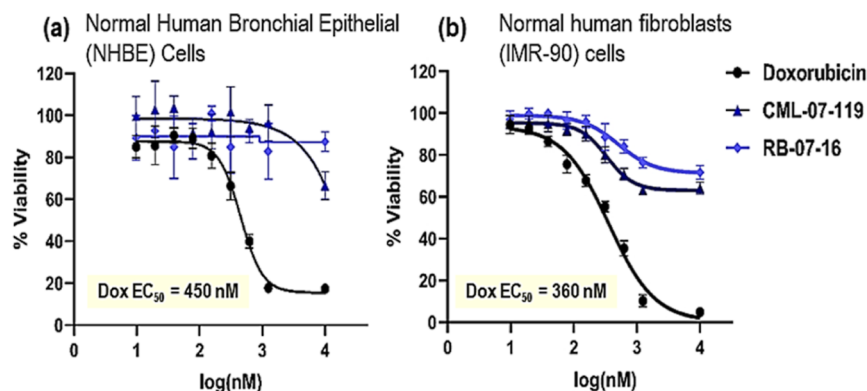 (a) Normal Human Bronchial Epithelial
(NHBE) Cells
120
100
80
60
40
20
0
% Viability
Dox EC₅₀ = 450 nM
0 1 2 3 4 5
log(nM)
(b) Normal human fibroblasts
(IMR-90) cells
120
100
80
60
40
20
0
% Viability
Dox EC₅₀ = 360 nM
0 1 2 3 4 5
log(nM)
Doxorubicin
CML-07-119
RB-07-16